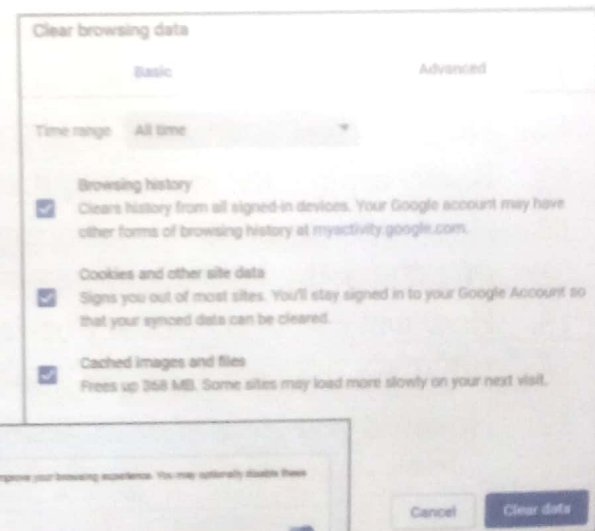 Clear browsing data
Basic
Advanced
Time range All time
Browsing history
Clears history from all signed-in devices. Your Google account may have
other forms of browsing history at myactivity.google.com.
Cookies and other site data
Signs you out of most sites. You'll stay signed in to your Google Account so
that your synced data can be cleared.
Cached images and files
Frees up 368 MB. Some sites may load more slowly on your next visit.
improve your browsing experience. You may optionally disable these
Cancel
Clear data